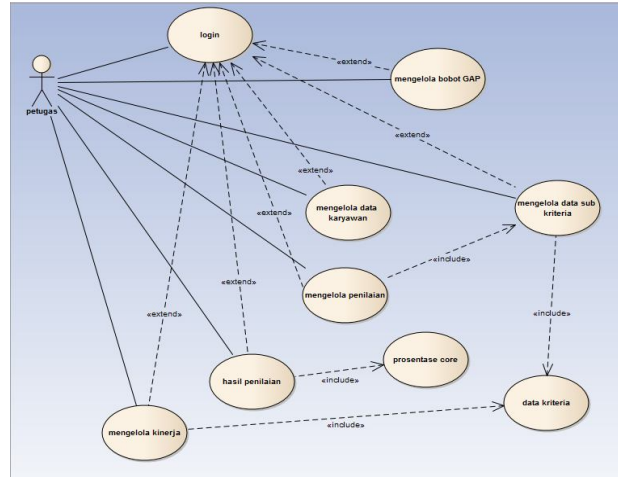 login
«extend»
mengelola bobot GAP
petugas
«extend»
«extend»
mengelola data
karyawan
mengelola data sub
kriteria
«extend»
«include»
«extend»
mengelola penilaian
«extend»
«include»
prosentase core
hasil penilaian
«include»
data kriteria
mengelola kinerja
«include»